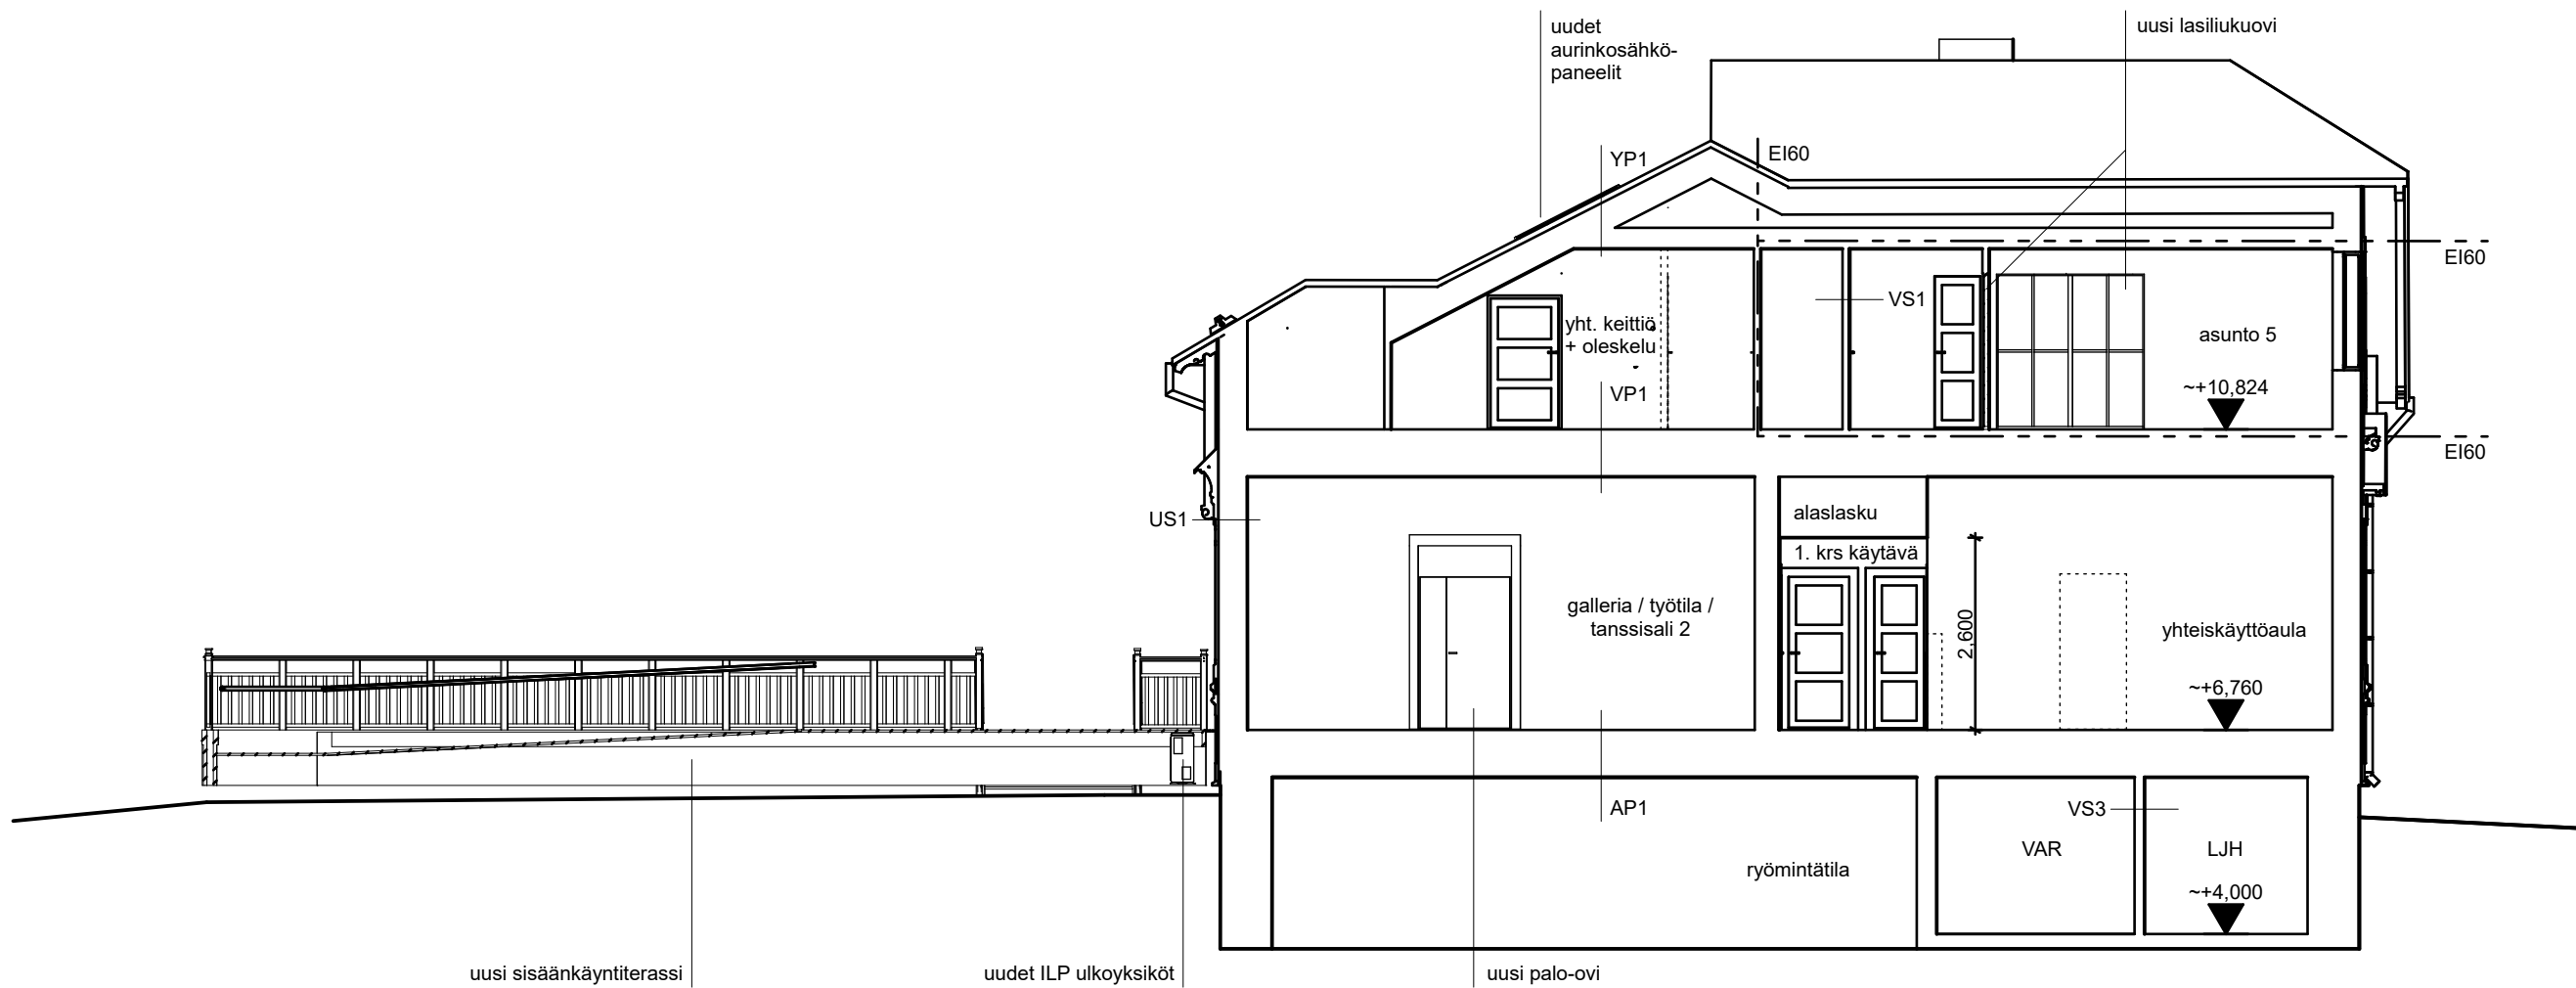 uudet
aurinkosähkö-
paneelit
uusi lasiliukuovi
YP1
EI60
EI60
VS1
yht. keittiö
+ oleskelu
asunto 5
~+10,824
VP1
EI60
US1
alaslasku
1. krs käytävä
galleria / työtila /
tanssisali 2
2,600
yhteiskäyttöaula
~+6,760
AP1
VS3
VAR
LJH
ryömintätila
~+4,000
uusi sisäänkäyntiterassi
uudet ILP ulkoyksiköt
uusi palo-ovi